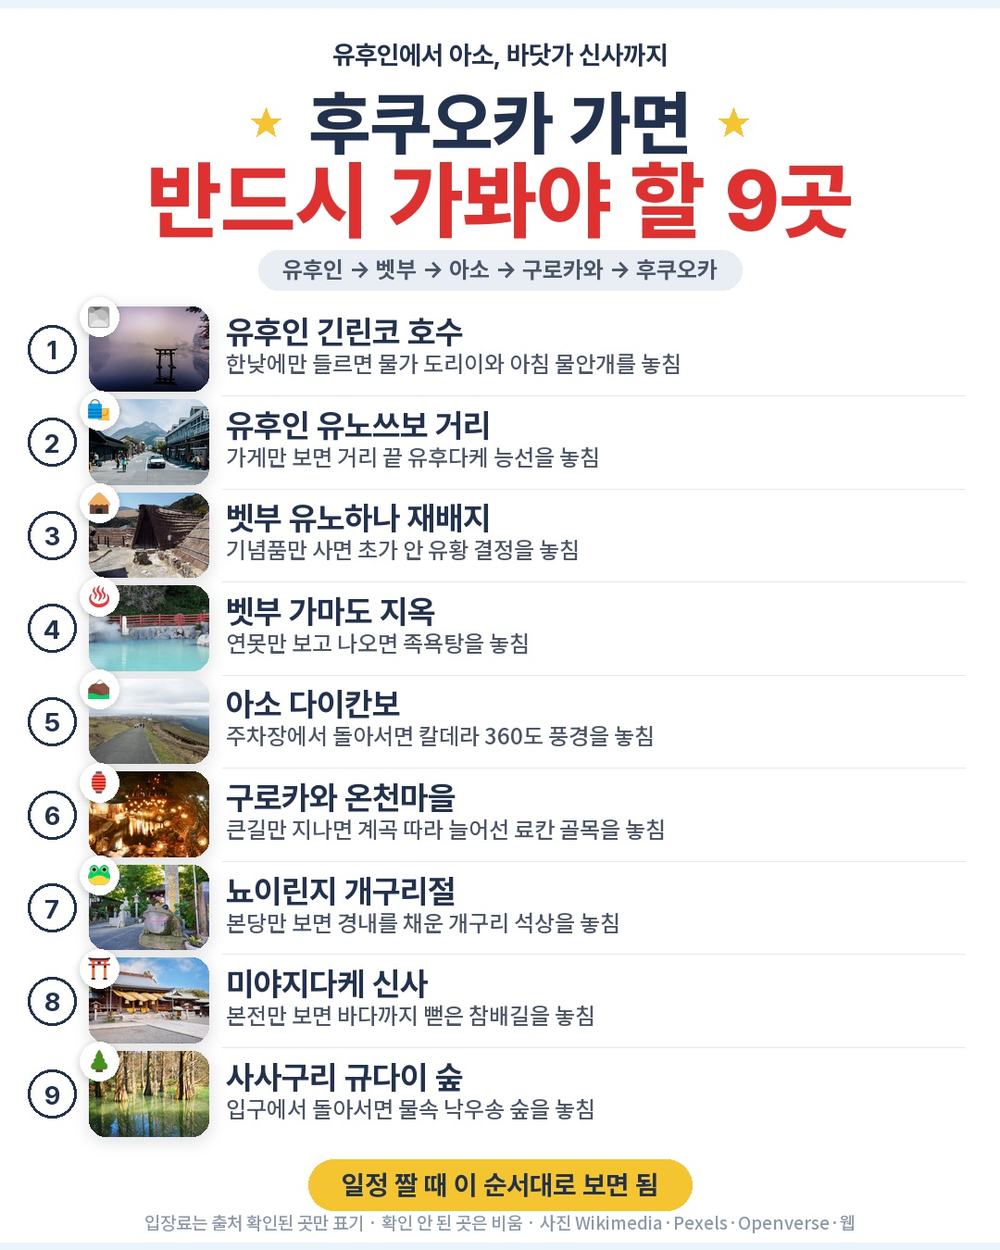 유후인에서 아소, 바닷가 신사까지
후쿠오카 가면
반드시 가봐야 할 9곳
유후인 → 벳부 → 아소 → 구로카와 → 후쿠오카
1
유후인 긴린코 호수
한낮에만 들르면 물가 도리이와 아침 물안개를 놓침
2
유후인 유노쓰보 거리
가게만 보면 거리 끝 유후다케 능선을 놓침
3
벳부 유노하나 재배지
기념품만 사면 초가 안 유황 결정을 놓침
4
벳부 가마도 지옥
연못만 보고 나오면 족욕탕을 놓침
5
아소 다이칸보
주차장에서 돌아서면 칼데라 360도 풍경을 놓침
6
구로카와 온천마을
큰길만 지나면 계곡 따라 늘어선 료칸 골목을 놓침
7
뇨이린지 개구리절
본당만 보면 경내를 채운 개구리 석상을 놓침
8
미야지다케 신사
본전만 보면 바다까지 뻗은 참배길을 놓침
9
사사구리 규다이 숲
입구에서 돌아서면 물속 낙우송 숲을 놓침
일정 짤 때 이 순서대로 보면 됨
입장료는 출처 확인된 곳만 표기 · 확인 안 된 곳은 비움 · 사진 Wikimedia · Pexels · Openverse · 웹